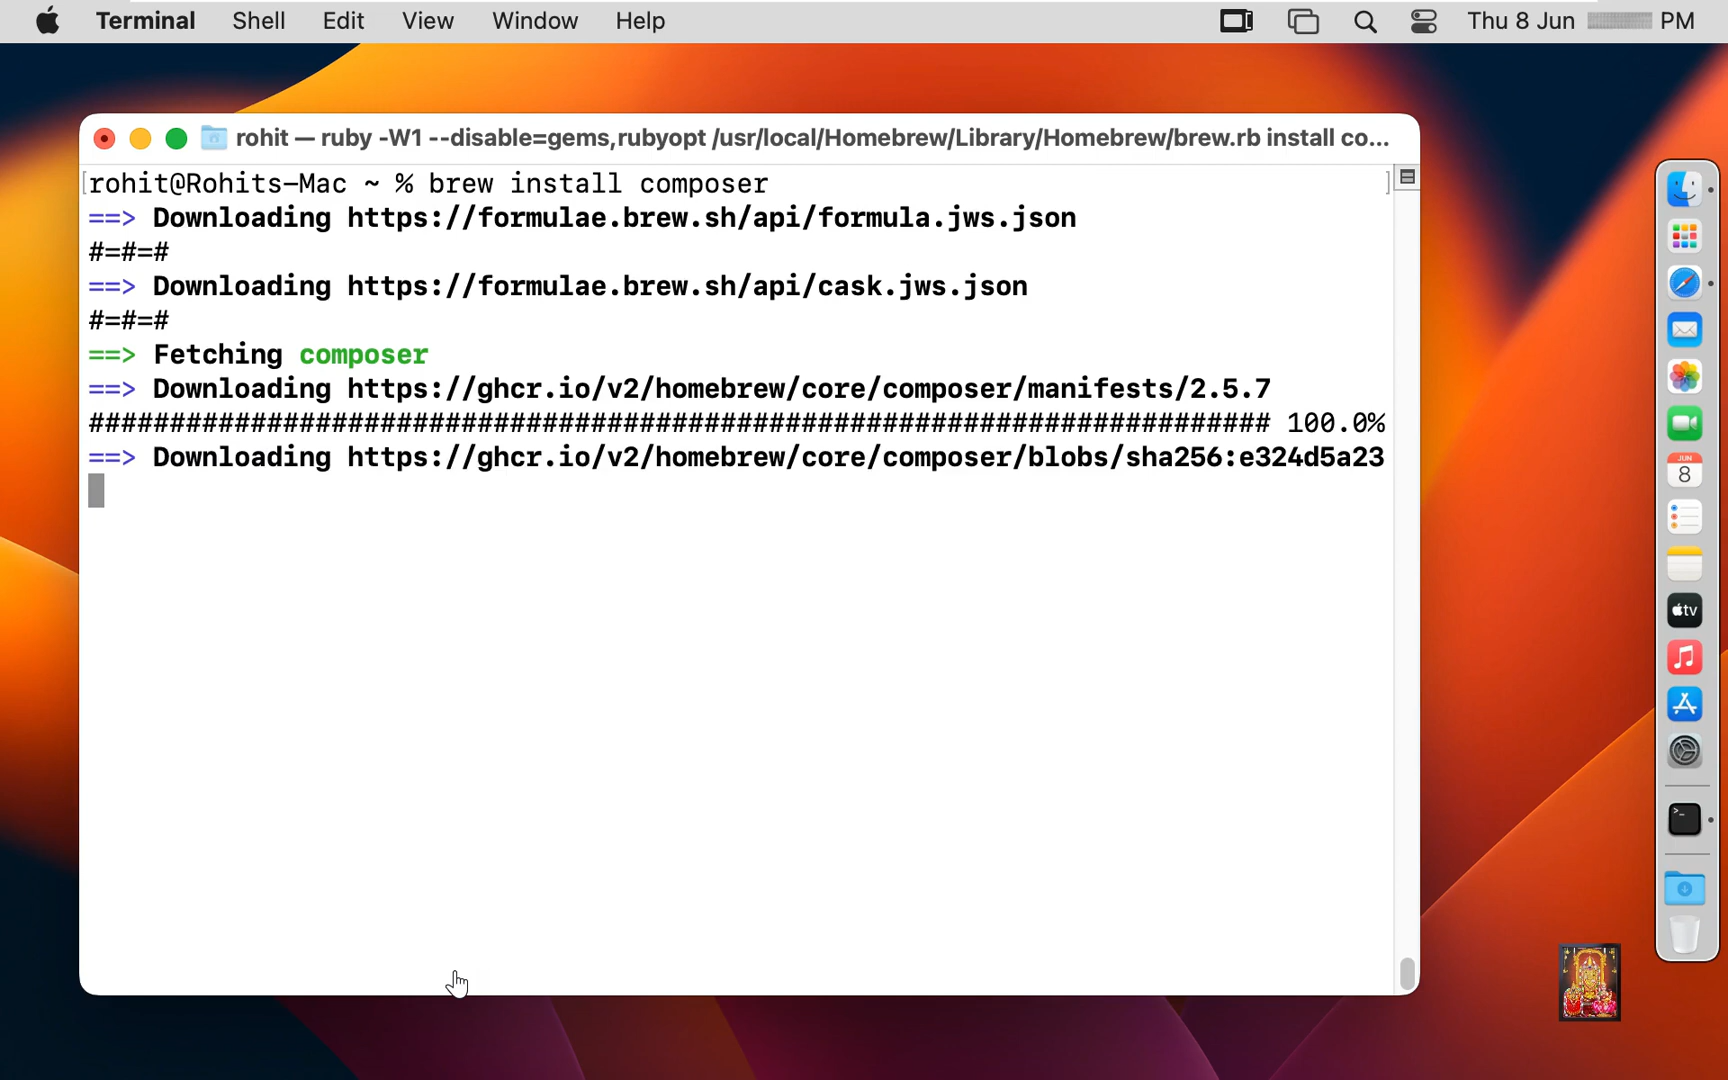 Terminal Shell Edit View Window Help Thu 8 Jun PM
rohit — ruby -W1 --disable=gems,rubyopt /usr/local/Homebrew/Library/Homebrew/brew.rb install co...
[rohit@Rohits-Mac ~ % brew install composer ]
==> Downloading https://formulae.brew.sh/api/formula.jws.json
#=#=#
==> Downloading https://formulae.brew.sh/api/cask.jws.json
#=#=#
==> Fetching composer
==> Downloading https://ghcr.io/v2/homebrew/core/composer/manifests/2.5.7
######################################################################### 100.0%
==> Downloading https://ghcr.io/v2/homebrew/core/composer/blobs/sha256:e324d5a23
JUN
8
tv
>_